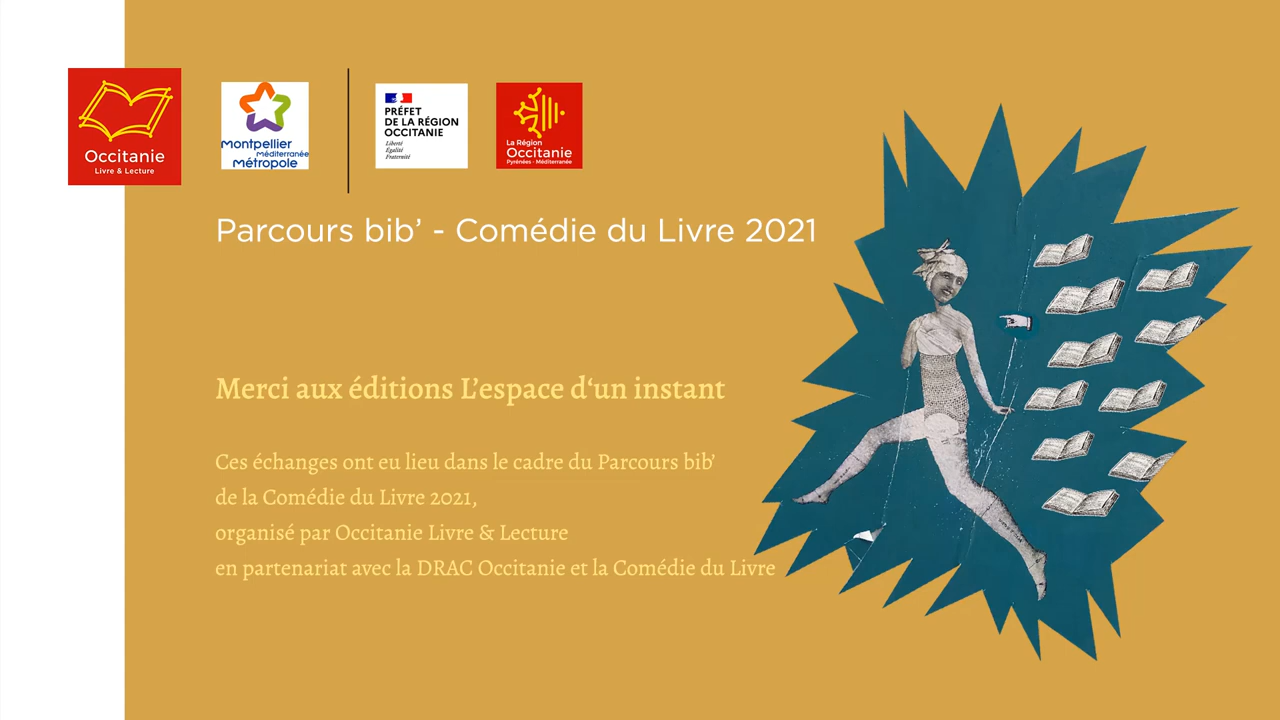 Occitanie
Livre & Lecture
montpellier
Méditerranée
métropole
PRÉFET
DE LA RÉGION
OCCITANIE
Liberté
Égalité
Fraternité
La Région
Occitanie
Pyrénées - Méditerranée
Parcours bib’ - Comédie du Livre 2021
Merci aux éditions L’espace d‘un instant
Ces échanges ont eu lieu dans le cadre du Parcours bib’
de la Comédie du Livre 2021,
organisé par Occitanie Livre & Lecture
en partenariat avec la DRAC Occitanie et la Comédie du Livre